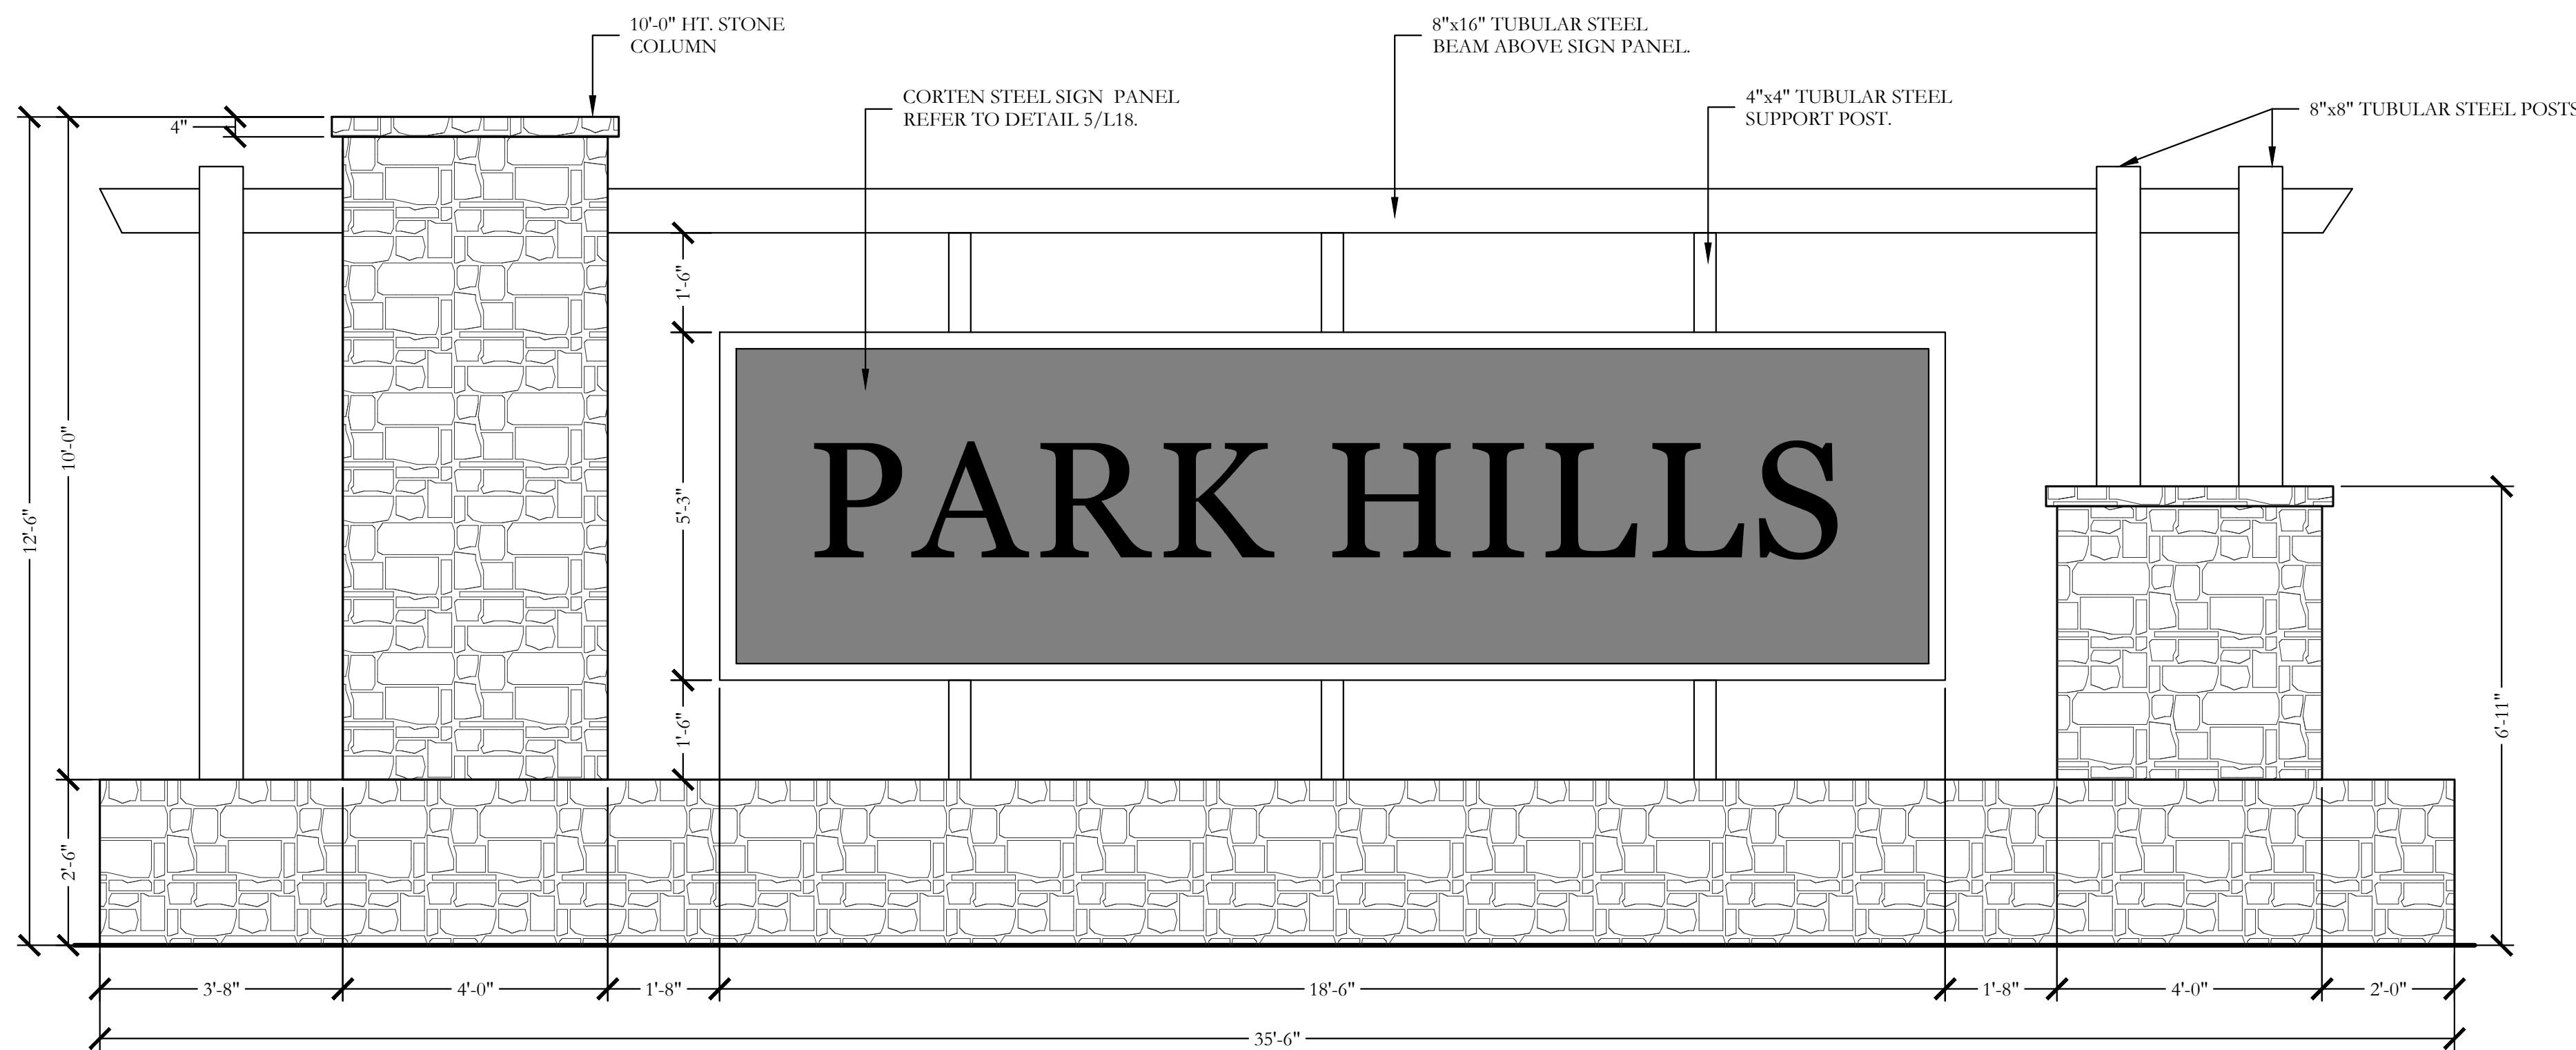 10'-0" HT. STONE
COLUMN
8"x16" TUBULAR STEEL
BEAM ABOVE SIGN PANEL.
CORTEN STEEL SIGN PANEL
REFER TO DETAIL 5/L18.
4"x4" TUBULAR STEEL
SUPPORT POST.
8"x8" TUBULAR STEEL POSTS
4"
1'-6"
10'-0"
12'-6"
5'-3"
PARK HILLS
1'-6"
6'-11"
2'-6"
3'-8"
4'-0"
1'-8"
18'-6"
1'-8"
4'-0"
2'-0"
35'-6"